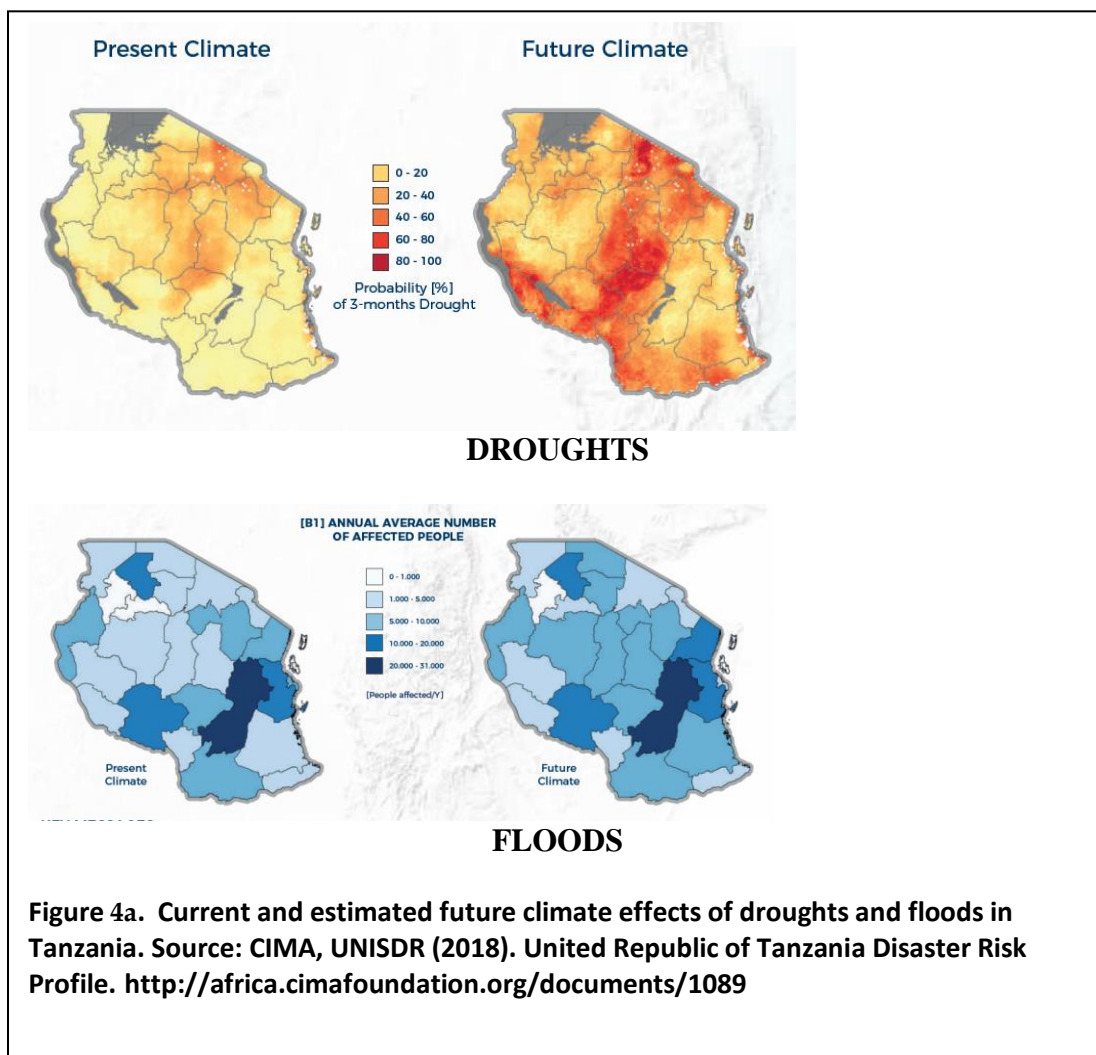 Present Climate
Future Climate
0 - 20
20 - 40
40 - 60
60 - 80
80 - 100
Probability [%]
of 3-months Drought
DROUGHTS
[B1] ANNUAL AVERAGE NUMBER
OF AFFECTED PEOPLE
0 - 1.000
1.000 - 5.000
5.000 - 10.000
10.000 - 20.000
20.000 - 31.000
[People affected/Y]
Present
Climate
Future
Climate
FLOODS
Figure 4a. Current and estimated future climate effects of droughts and floods in
Tanzania. Source: CIMA, UNISDR (2018). United Republic of Tanzania Disaster Risk
Profile. http://africa.cimafoundation.org/documents/1089